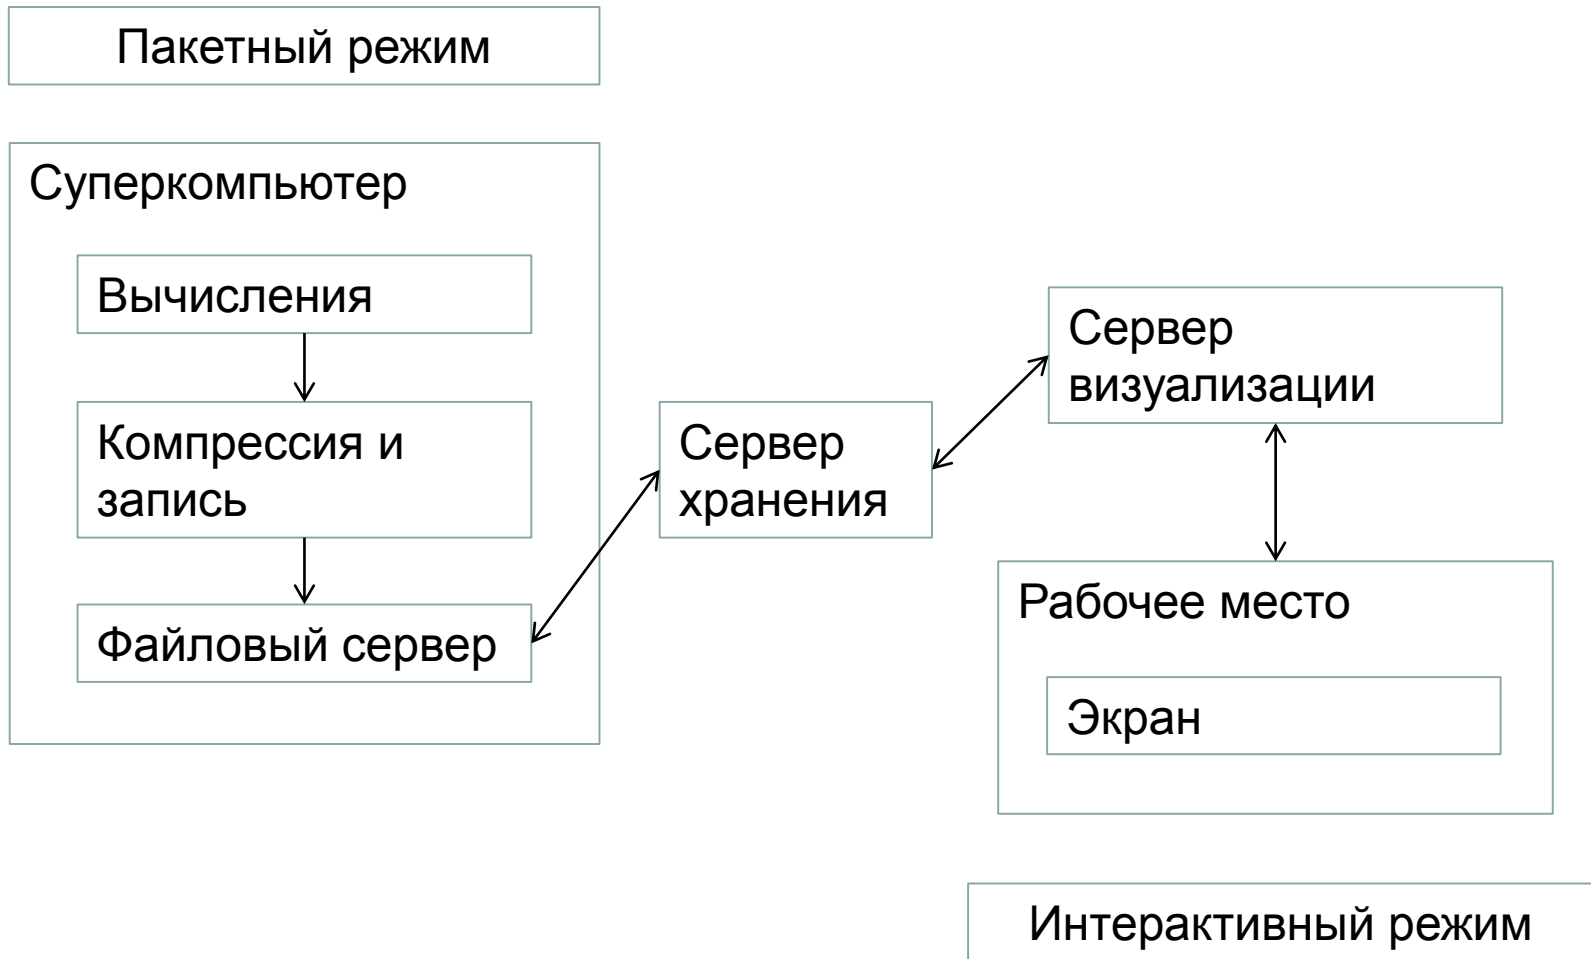 Пакетный режим
Суперкомпьютер
Вычисления
Компрессия и
запись
Файловый сервер
Сервер
хранения
Сервер
визуализации
Рабочее место
Экран
Интерактивный режим